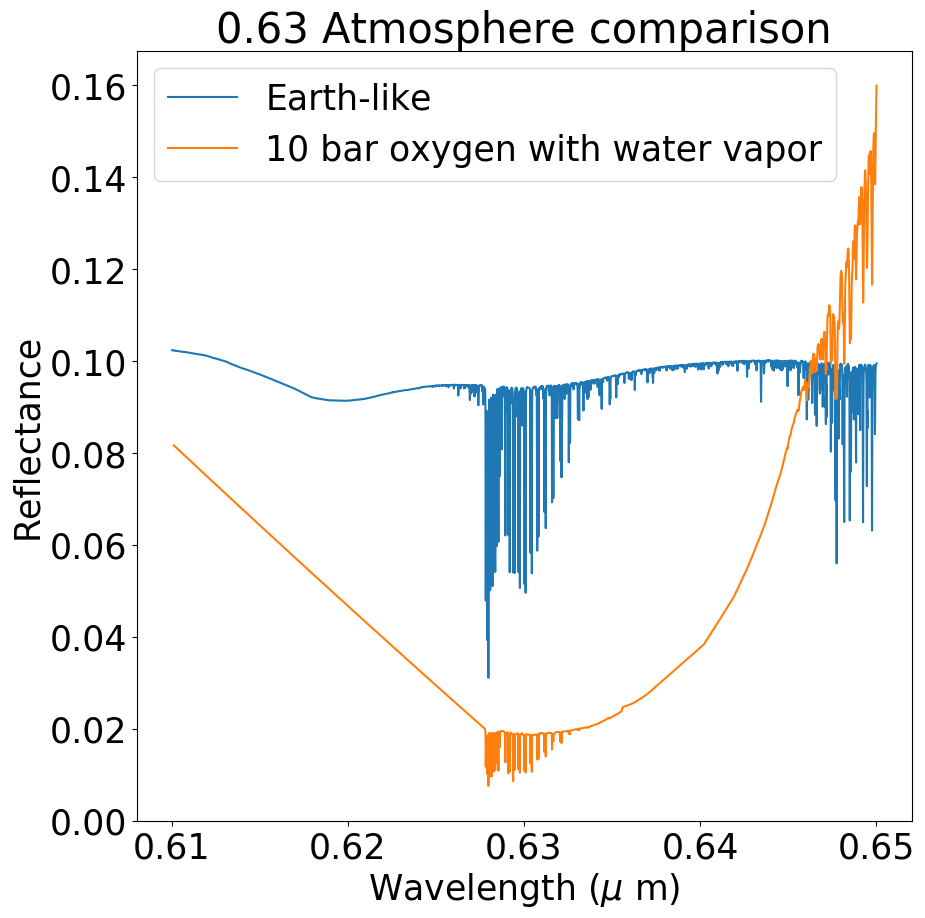 0.63 Atmosphere comparison
Earth-like
10 bar oxygen with water vapor
0.16
0.14
0.12
0.10
0.08
0.06
0.04
0.02
0.00
Reflectance
0.61 0.62 0.63 0.64 0.65
Wavelength (μ m)